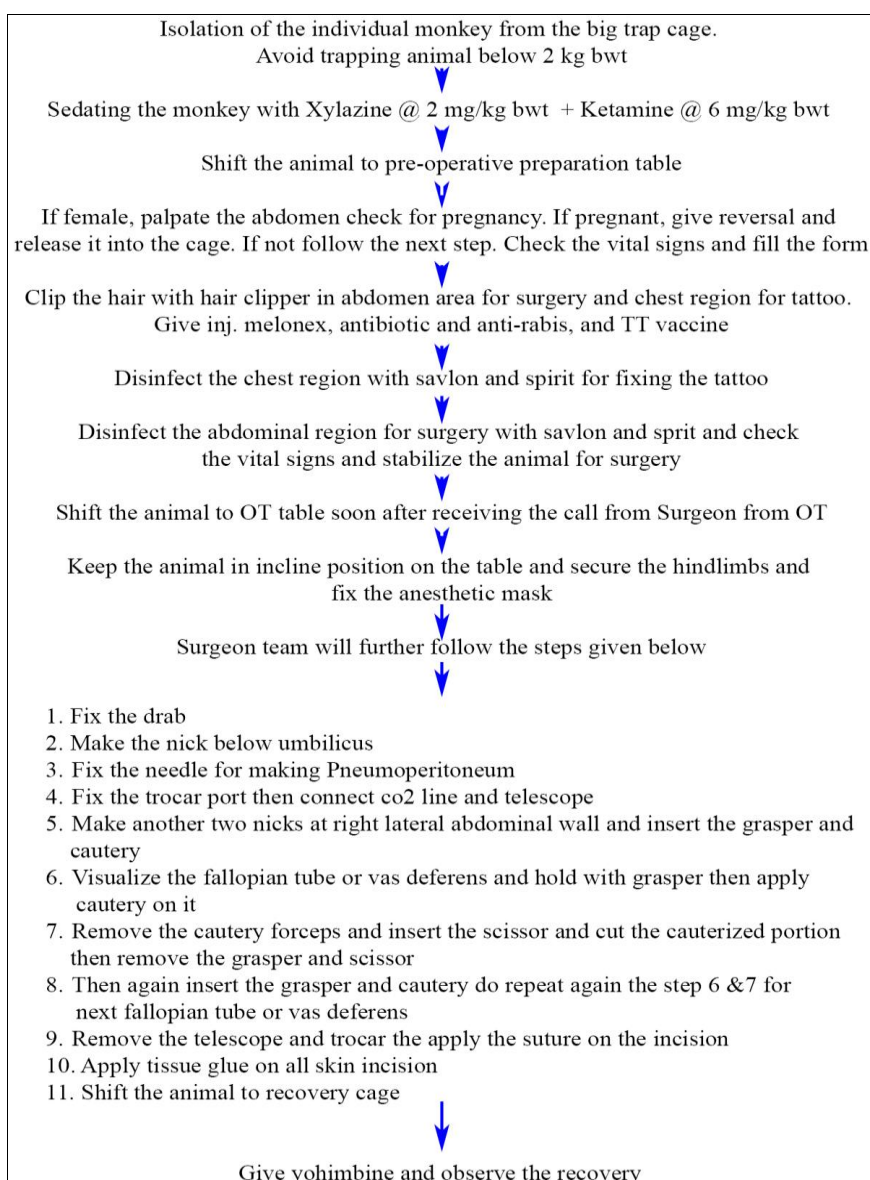 Isolation of the individual monkey from the big trap cage.
Avoid trapping animal below 2 kg bwt
Sedating the monkey with Xylazine @ 2 mg/kg bwt + Ketamine @ 6 mg/kg bwt
Shift the animal to pre-operative preparation table
If female, palpate the abdomen check for pregnancy. If pregnant, give reversal and
release it into the cage. If not follow the next step. Check the vital signs and fill the form
Clip the hair with hair clipper in abdomen area for surgery and chest region for tattoo.
Give inj. melonex, antibiotic and anti-rabis, and TT vaccine
Disinfect the chest region with savlon and spirit for fixing the tattoo
Disinfect the abdominal region for surgery with savlon and sprit and check
the vital signs and stabilize the animal for surgery
Shift the animal to OT table soon after receiving the call from Surgeon from OT
Keep the animal in incline position on the table and secure the hindlimbs and
fix the anesthetic mask
Surgeon team will further follow the steps given below
1. Fix the drab
2. Make the nick below umbilicus
3. Fix the needle for making Pneumoperitoneum
4. Fix the trocar port then connect co2 line and telescope
5. Make another two nicks at right lateral abdominal wall and insert the grasper and
cautery
6. Visualize the fallopian tube or vas deferens and hold with grasper then apply
cautery on it
7. Remove the cautery forceps and insert the scissor and cut the cauterized portion
then remove the grasper and scissor
8. Then again insert the grasper and cautery do repeat again the step 6 &7 for
next fallopian tube or vas deferens
9. Remove the telescope and trocar the apply the suture on the incision
10. Apply tissue glue on all skin incision
11. Shift the animal to recovery cage
Give yohimbine and observe the recovery